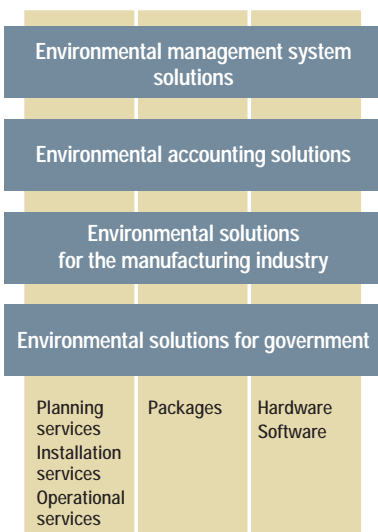 Environmental management system
solutions
Environmental accounting solutions
Environmental solutions
for the manufacturing industry
Environmental solutions for government
Planning
services
Installation
services
Operational
services
Packages
Hardware
Software